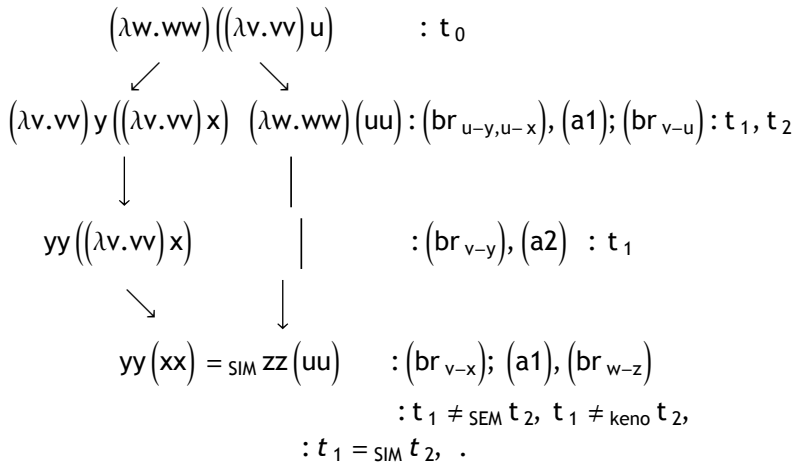 (λw.ww)((λv.vv)u) : t₀
(λv.vv)y((λv.vv)x) (λw.ww)(uu) : (br u−y,u−x), (a1); (br v−u) : t₁, t₂
yy((λv.vv)x) : (br v−y), (a2) : t₁
yy(xx) = SIM zz(uu) : (br v−x); (a1), (br w−z)
: t₁ ≠ SEM t₂, t₁ ≠ keno t₂,
: t₁ = SIM t₂, .